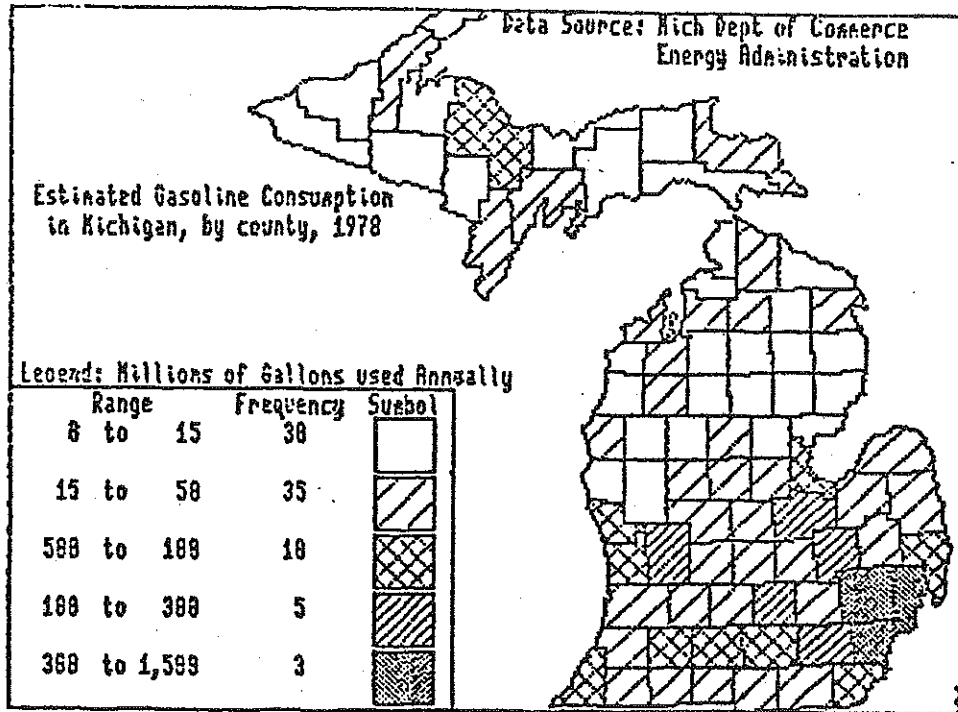 Data Source: Mich Dept of Commerce
Energy Administration
Estimated Gasoline Consumption
in Michigan, by county, 1978
Legend: Millions of Gallons used Annually
Range Frequency Symbol
0 to 15 30
15 to 50 35
500 to 100 10
100 to 300 5
300 to 1,500 3